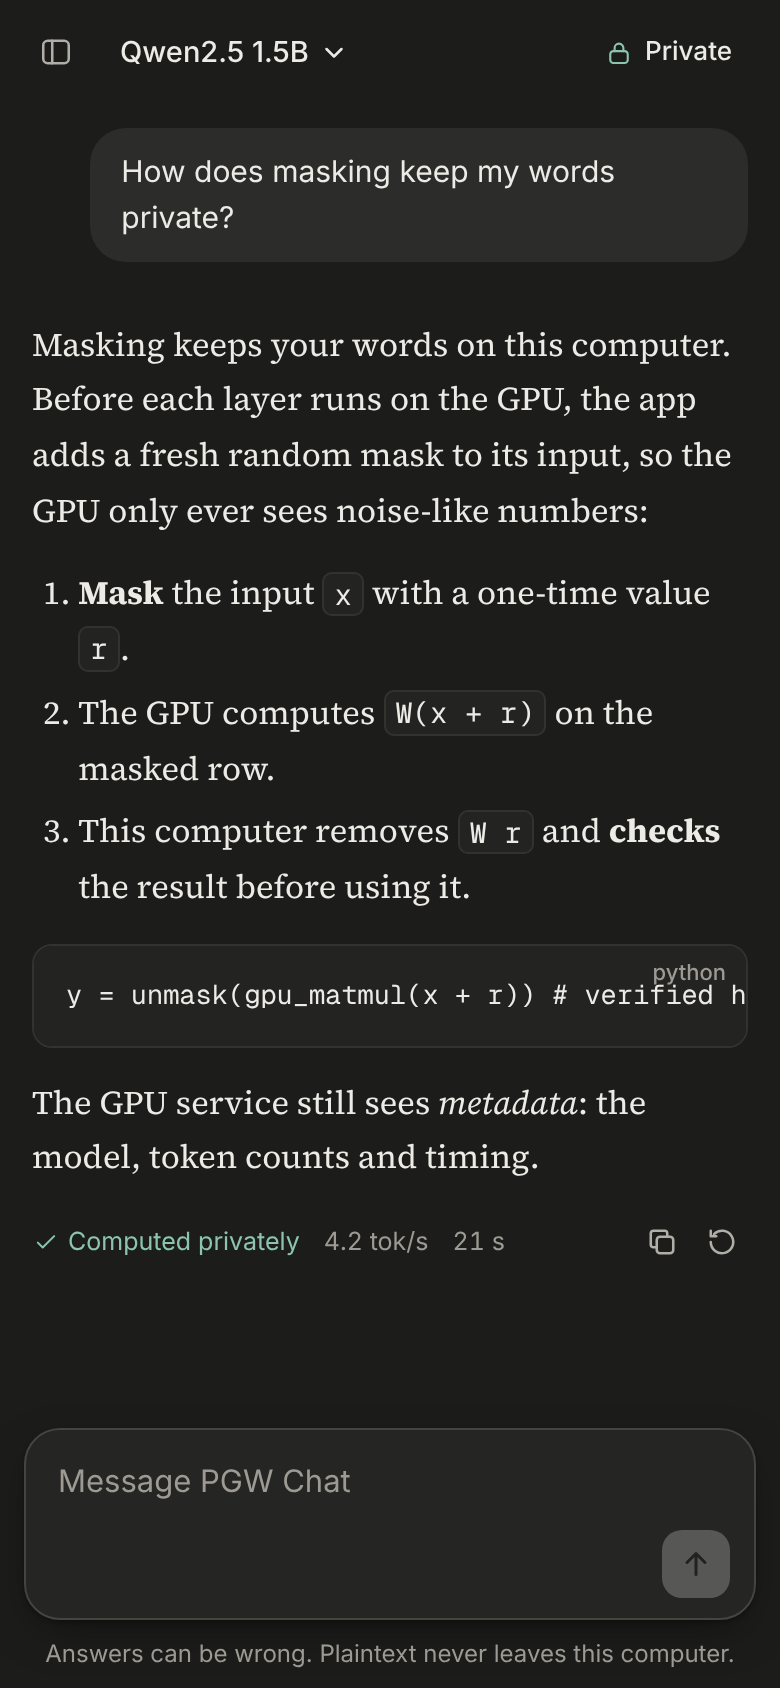 Qwen2.5 1.5B
Private
How does masking keep my words
private?
Masking keeps your words on this computer.
Before each layer runs on the GPU, the app
adds a fresh random mask to its input, so the
GPU only ever sees noise-like numbers:
1. Mask the input x with a one-time value
r.
2. The GPU computes W(x + r) on the
masked row.
3. This computer removes W r and checks
the result before using it.
python
y = unmask(gpu_matmul(x + r)) # verified h
The GPU service still sees metadata: the
model, token counts and timing.
Computed privately 4.2 tok/s 21 s
Message PGW Chat
Answers can be wrong. Plaintext never leaves this computer.